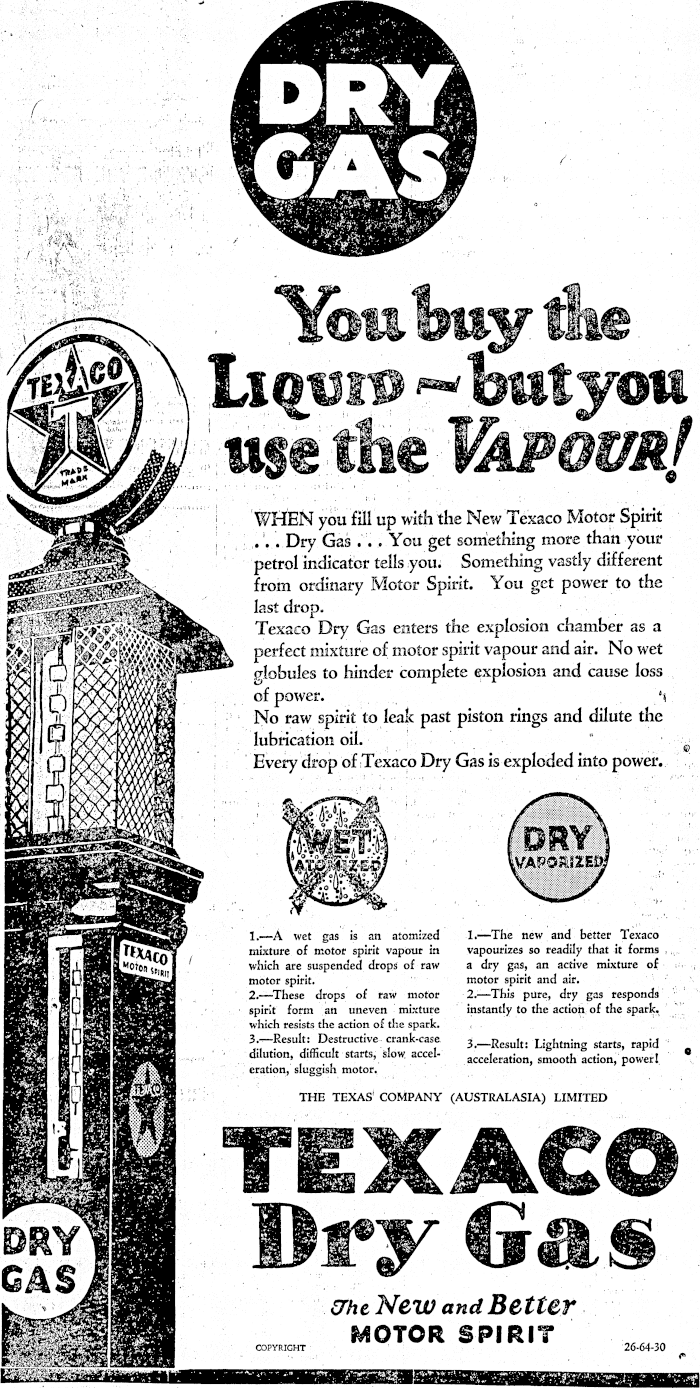 DRY
GAS
You buy the
LIQUID — but you
use the VAPOUR!
TEXACO
T
TRADE
MARK
WHEN you fill up with the New Texaco Motor Spirit
. . . Dry Gas . . . You get something more than your
petrol indicator tells you. Something vastly different
from ordinary Motor Spirit. You get power to the
last drop.
Texaco Dry Gas enters the explosion chamber as a
perfect mixture of motor spirit vapour and air. No wet
globules to hinder complete explosion and cause loss
of power.
No raw spirit to leak past piston rings and dilute the
lubrication oil.
Every drop of Texaco Dry Gas is exploded into power.
WET
ATOMIZED
1.—A wet gas is an atomized
mixture of motor spirit vapour in
which are suspended drops of raw
motor spirit.
2.—These drops of raw motor
spirit form an uneven mixture
which resists the action of the spark.
3.—Result: Destructive crank-case
dilution, difficult starts, slow accel-
eration, sluggish motor.
DRY
VAPORIZED
1.—The new and better Texaco
vapourizes so readily that it forms
a dry gas, an active mixture of
motor spirit and air.
2.—This pure, dry gas responds
instantly to the action of the spark.
3.—Result: Lightning starts, rapid
acceleration, smooth action, power!
TEXACO
MOTOR SPIRIT
TEXACO
DRY
GAS
THE TEXAS COMPANY (AUSTRALASIA) LIMITED
TEXACO
Dry Gas
The New and Better
MOTOR SPIRIT
COPYRIGHT
26-64-30